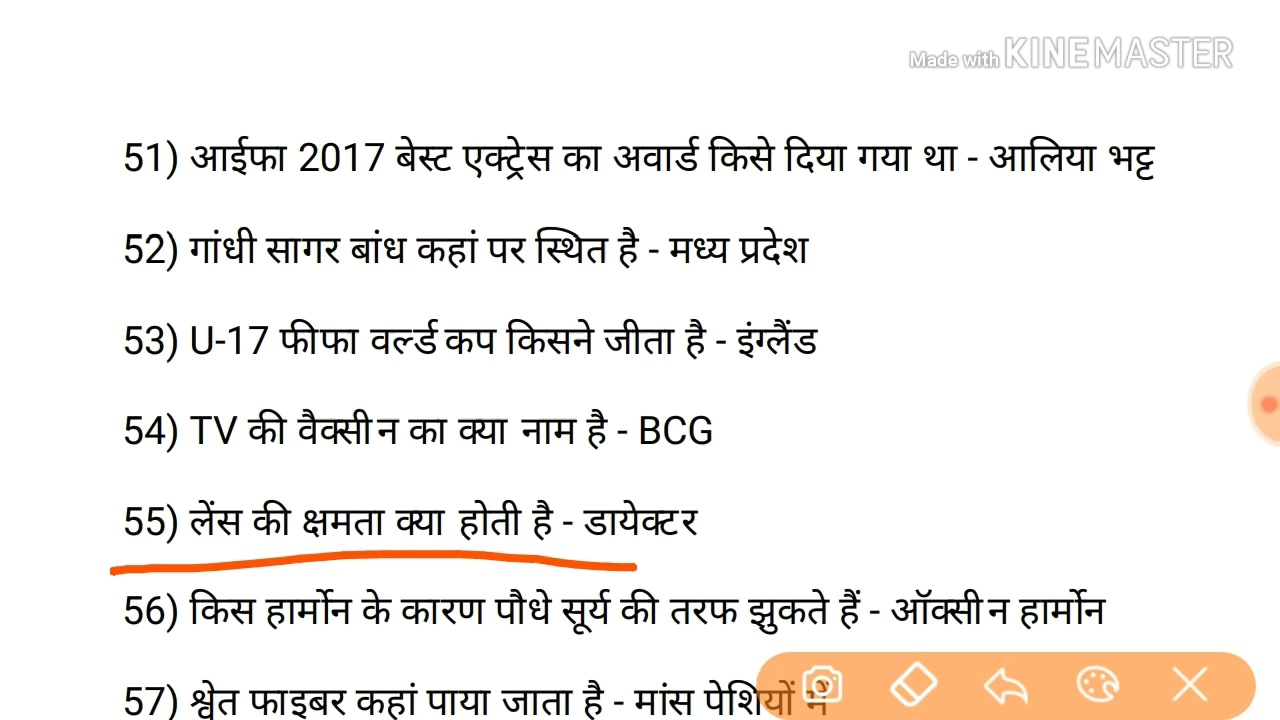 Made with KINEMASTER
51) आईफा 2017 बेस्ट एक्ट्रेस का अवार्ड किसे दिया गया था - आलिया भट्ट
52) गांधी सागर बांध कहां पर स्थित है - मध्य प्रदेश
53) U-17 फीफा वर्ल्ड कप किसने जीता है - इंग्लैंड
54) TV की वैक्सीन का क्या नाम है - BCG
55) लेंस की क्षमता क्या होती है - डायेक्टर
56) किस हार्मोन के कारण पौधे सूर्य की तरफ झुकते हैं - ऑक्सीन हार्मोन
57) श्वेत फाइबर कहां पाया जाता है - मांस पेशियों में